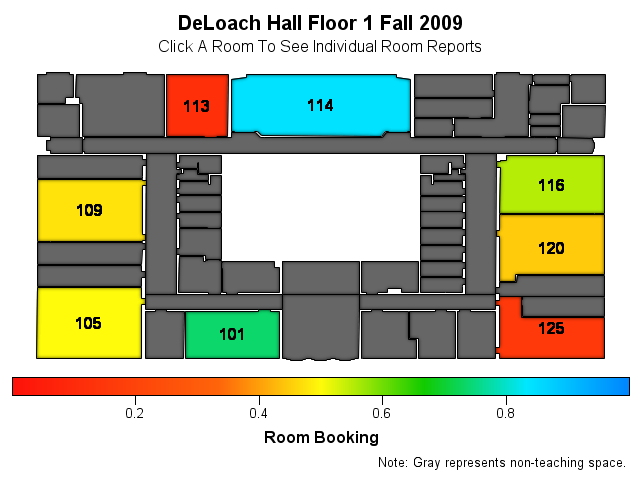 DeLoach Hall Floor 1 Fall 2009
Click A Room To See Individual Room Reports
113
114
109
116
120
105
101
125
0.2 0.4 0.6 0.8
Room Booking
Note: Gray represents non-teaching space.